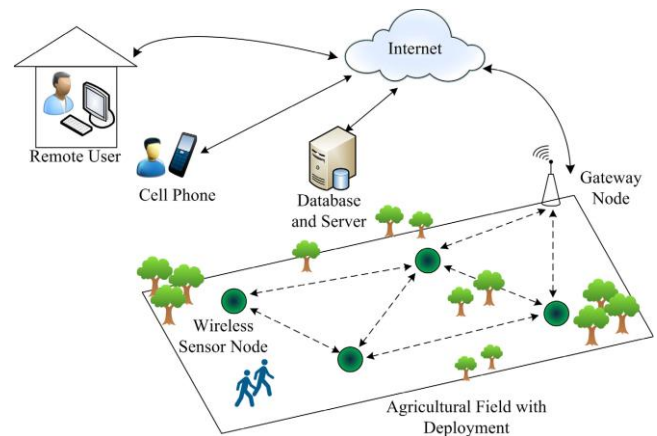 Internet
Remote User
Cell Phone
Database
and Server
Gateway
Node
Wireless
Sensor Node
Agricultural Field with
Deployment